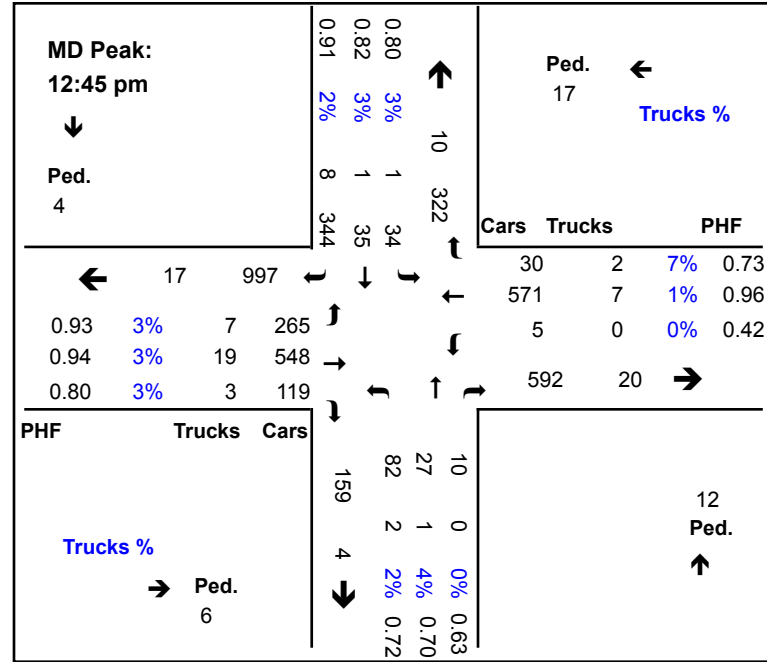 MD Peak:
12:45 pm
Ped.
4
0.91 2% 8 344
0.82 3% 1 35
0.80 3% 1 34
10 322
Ped.
17
Trucks %
Cars Trucks PHF
30 2 7% 0.73
571 7 1% 0.96
5 0 0% 0.42
592 20
17 997
0.93 3% 7 265
0.94 3% 19 548
0.80 3% 3 119
PHF Trucks Cars
159 4
82 2 2% 0.72
27 1 4% 0.70
10 0 0% 0.63
Trucks %
Ped.
6
12
Ped.